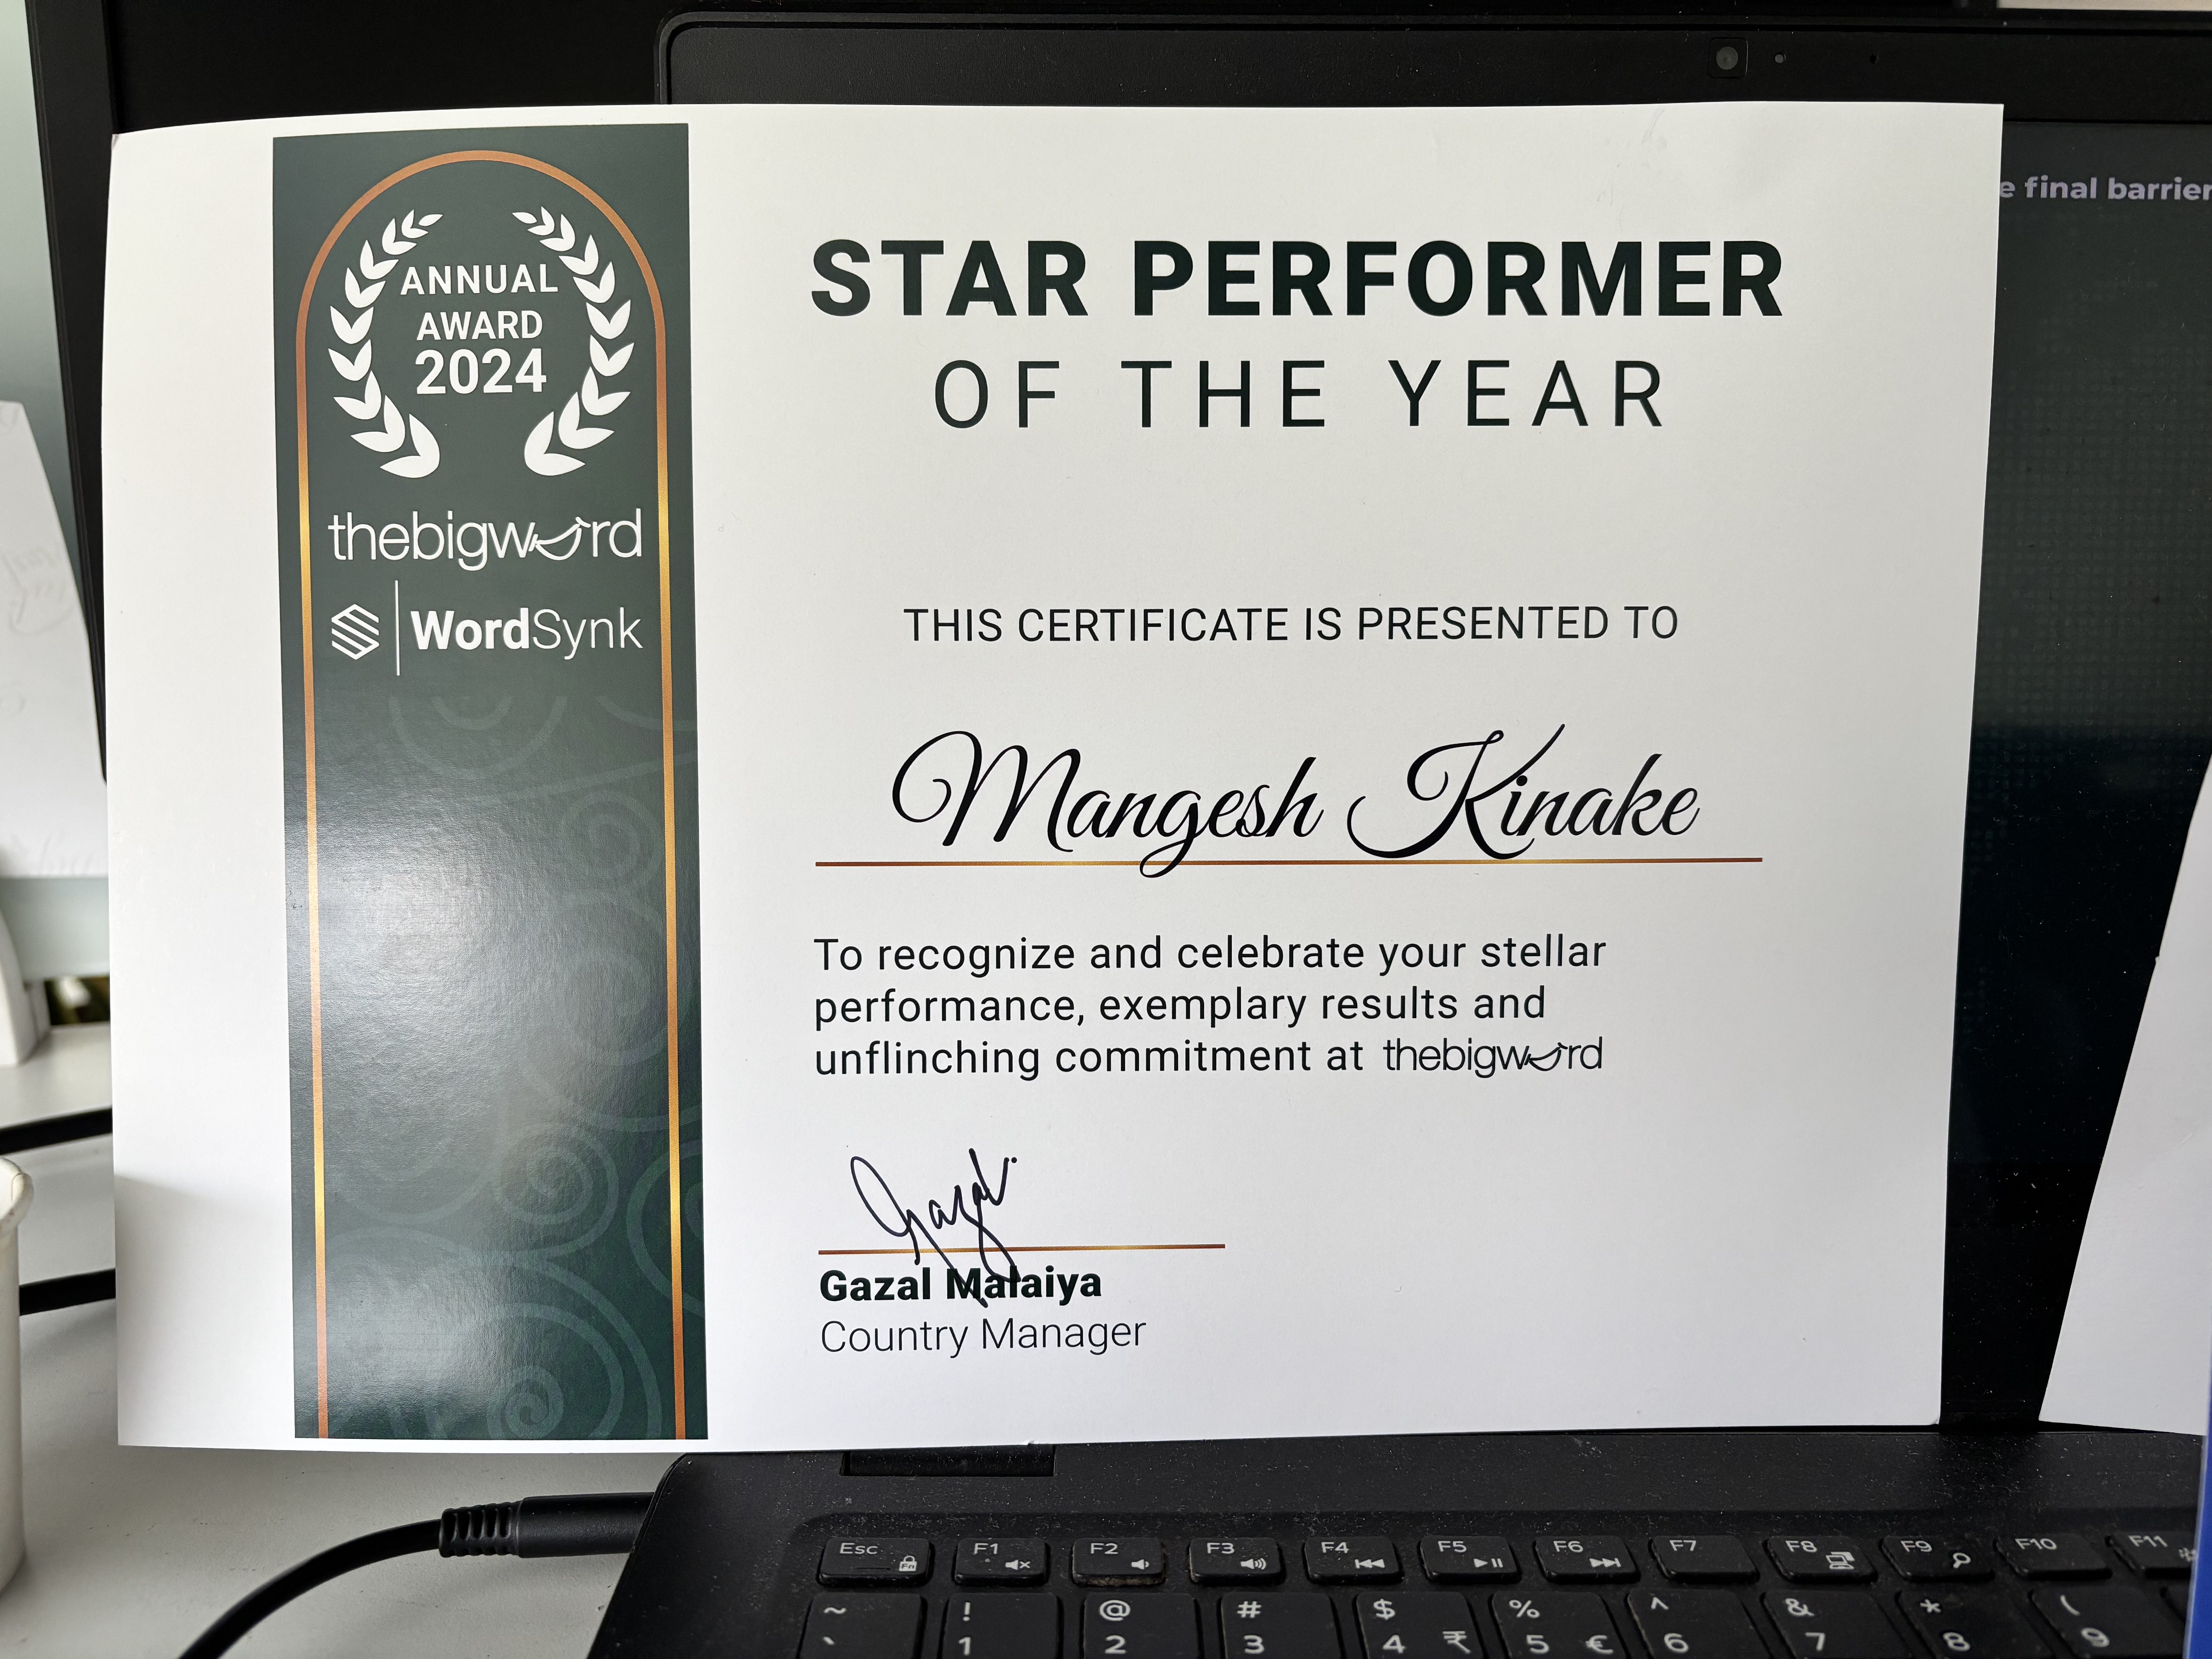 ANNUAL
AWARD
2024
thebigword
WordSynk
STAR PERFORMER
OF THE YEAR
THIS CERTIFICATE IS PRESENTED TO
Mangesh Kinake
To recognize and celebrate your stellar
performance, exemplary results and
unflinching commitment at thebigword
Gazal
Gazal Malaiya
Country Manager
e final barrier
Esc F1 F2 F3 F4 F5 F6 F7 F8 F9 F10 F11
Fn
~ ! @ # $ % ^ & * (
` 1 2 3 4 ₹ 5 € 6 7 8 9